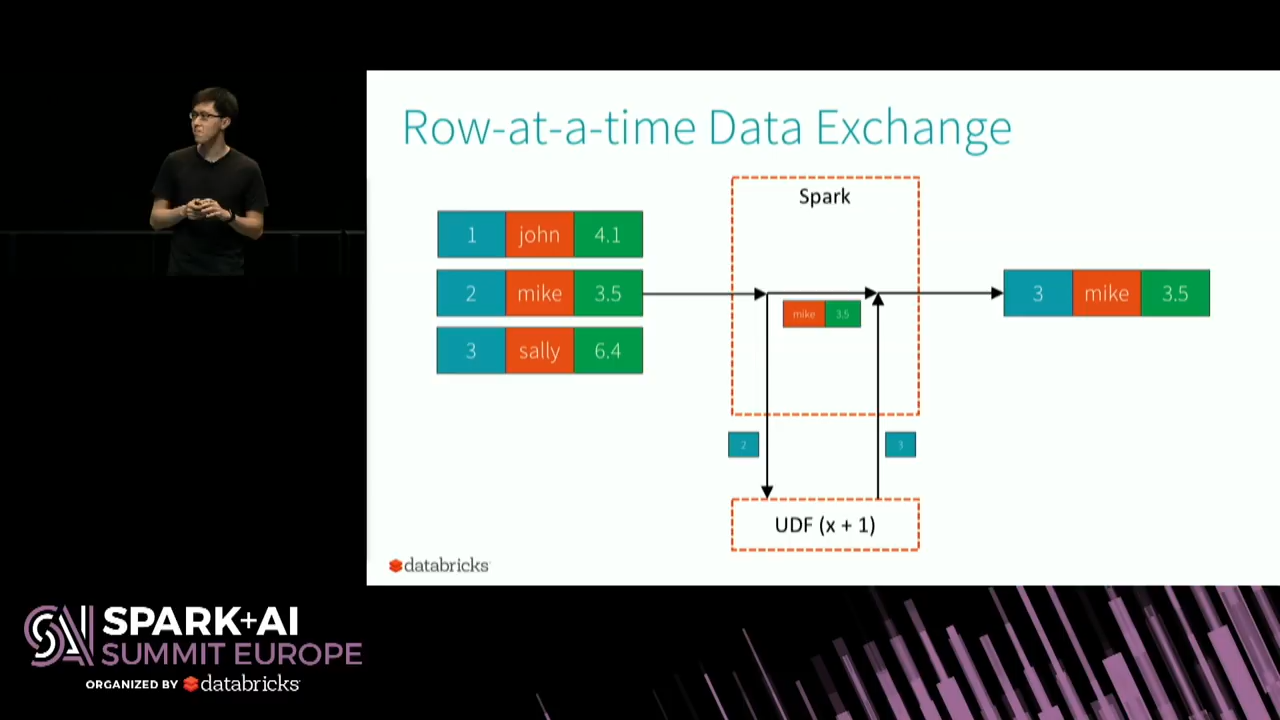 Row-at-a-time Data Exchange
Spark
1 john 4.1
2 mike 3.5
3 sally 6.4
mike 3.5
3 mike 3.5
2
3
UDF (x + 1)
databricks
SPARK+AI
SUMMIT EUROPE
ORGANIZED BY databricks